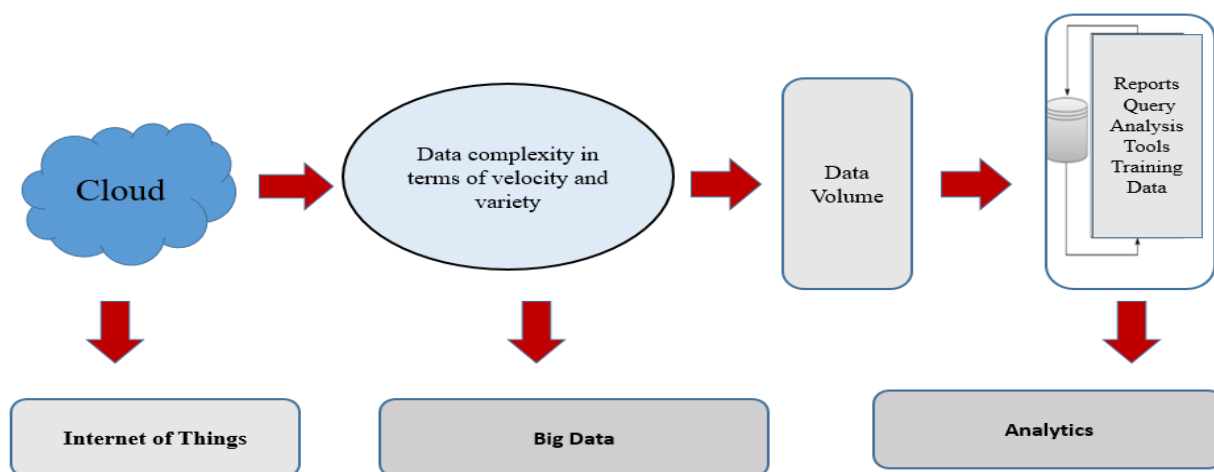 Cloud
Data complexity in
terms of velocity and
variety
Data
Volume
Reports
Query
Analysis
Tools
Training
Data
Internet of Things
Big Data
Analytics